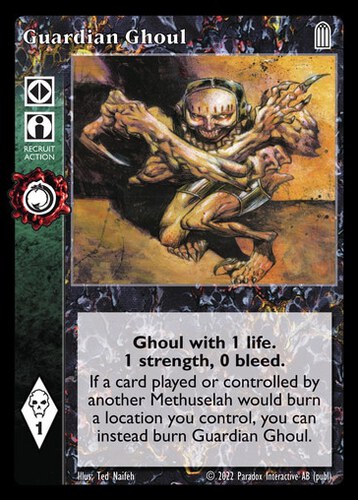 Guardian Ghoul
RECRUIT
ACTION
Ghoul with 1 life.
1 strength, 0 bleed.
If a card played or controlled by
another Methuselah would burn
a location you control, you can
instead burn Guardian Ghoul.
1
Illus: Ted Naifeh
© 2022 Paradox Interactive AB (publ)